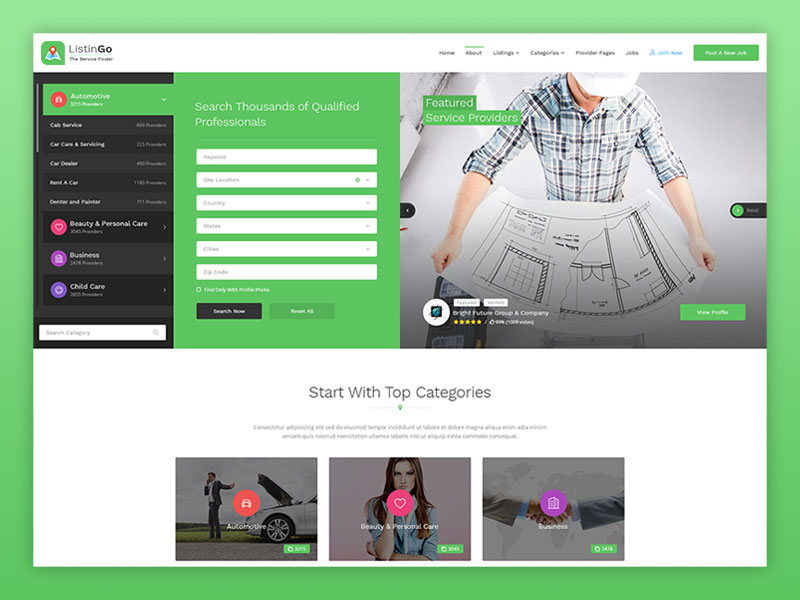 ListinGo
The Service Finder
Home
About
Listings
Categories
Provider Pages
Jobs
Join Now
Post A New Job
Automotive
3215 Providers
Cab Service 609 Providers
Car Care & Servicing 235 Providers
Car Dealer 490 Providers
Rent A Car 1180 Providers
Denter and Painter 711 Providers
Beauty & Personal Care
3045 Providers
Business
2478 Providers
Child Care
2655 Providers
Search Category
Search Thousands of Qualified
Professionals
Keyword
Geo Location
Country
States
Cities
Zip Code
Find Only With Profile Photo
Search Now
Reset All
Featured
Service Providers
Next
Featured
Verified
Bright Future Group & Company
/ 99% (1009 votes)
View Profile
Start With Top Categories
Consectetur adipisicing elit sed do eiusmod tempor incididunt ut labore et dolore magna aliqua enim adia minim
veniam quis nostrud exercitation ullamco laboris nisi ut aliquip estea commodo consequat.
Automotive
3215
Beauty & Personal Care
3045
Business
2478